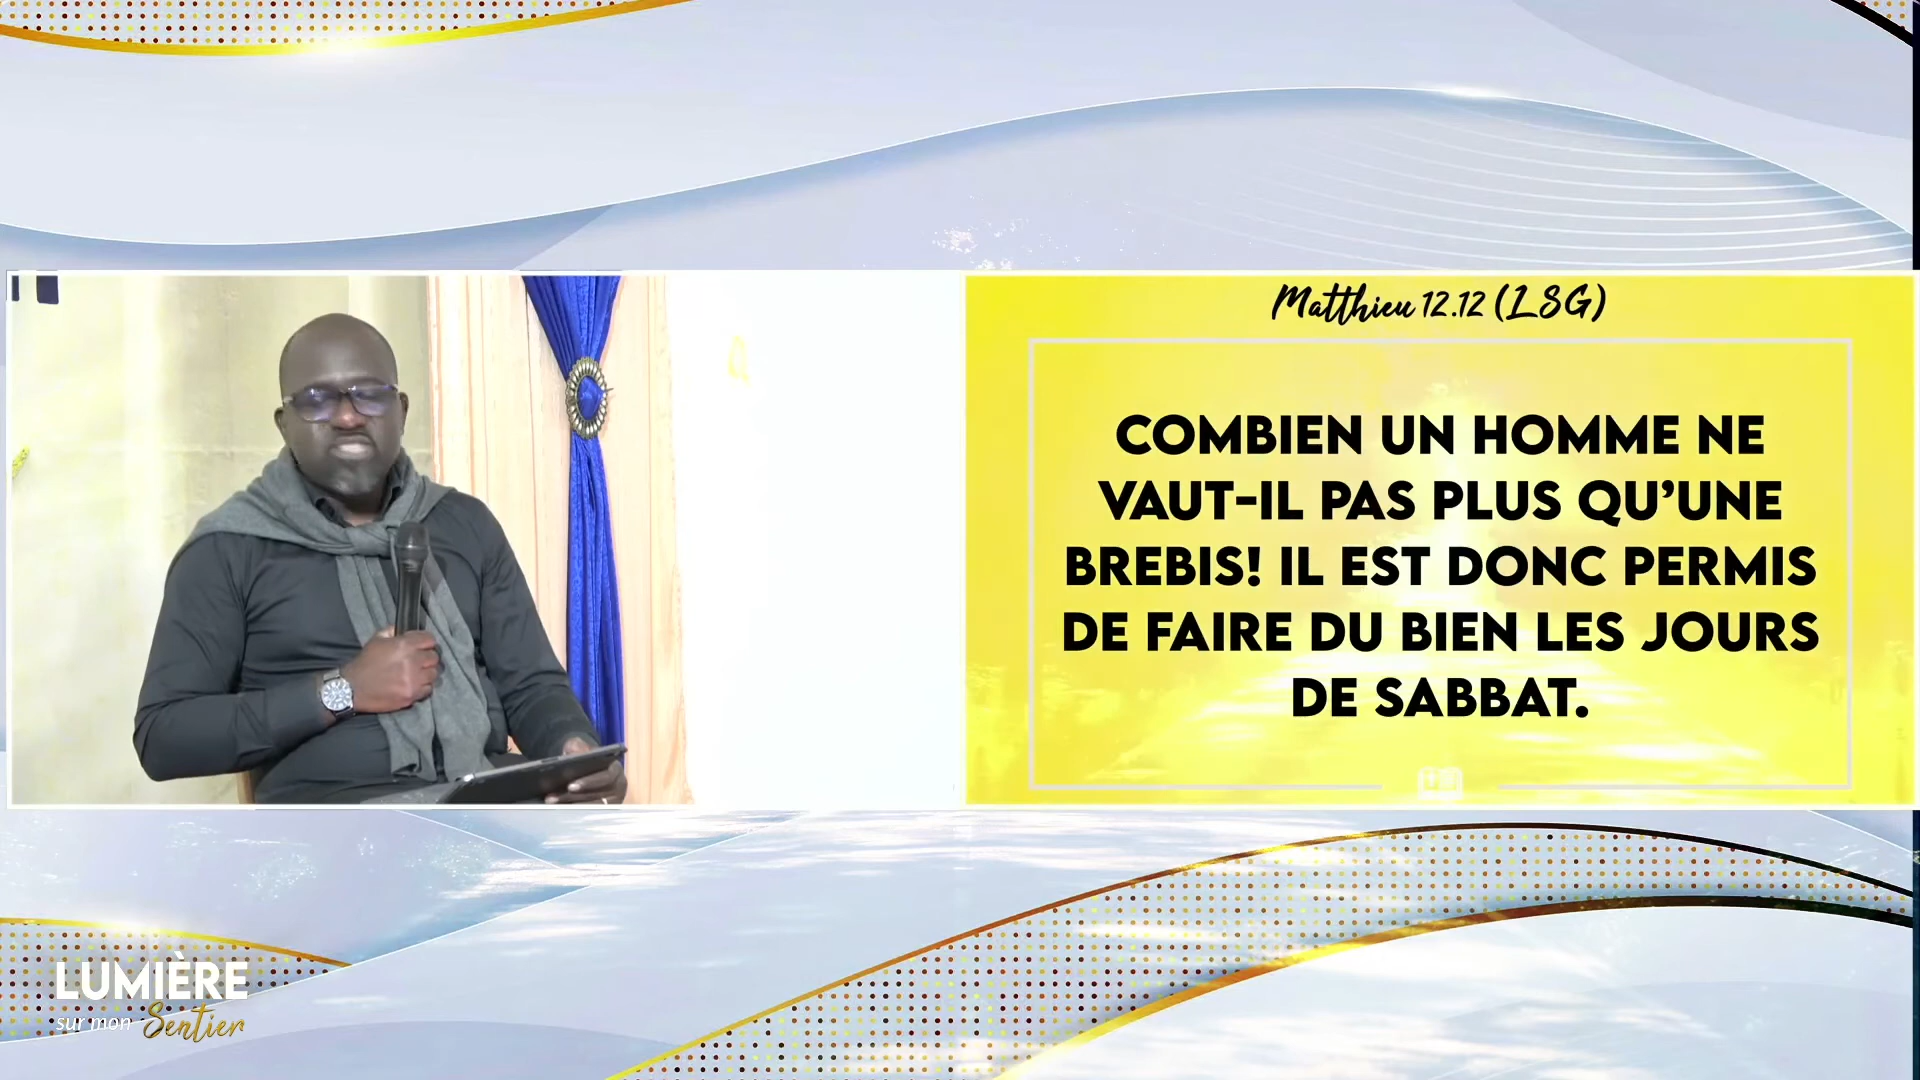 Matthieu 12.12 (LSG)
COMBIEN UN HOMME NE
VAUT-IL PAS PLUS QU’UNE
BREBIS! IL EST DONC PERMIS
DE FAIRE DU BIEN LES JOURS
DE SABBAT.
LUMIÈRE
sur mon Sentier